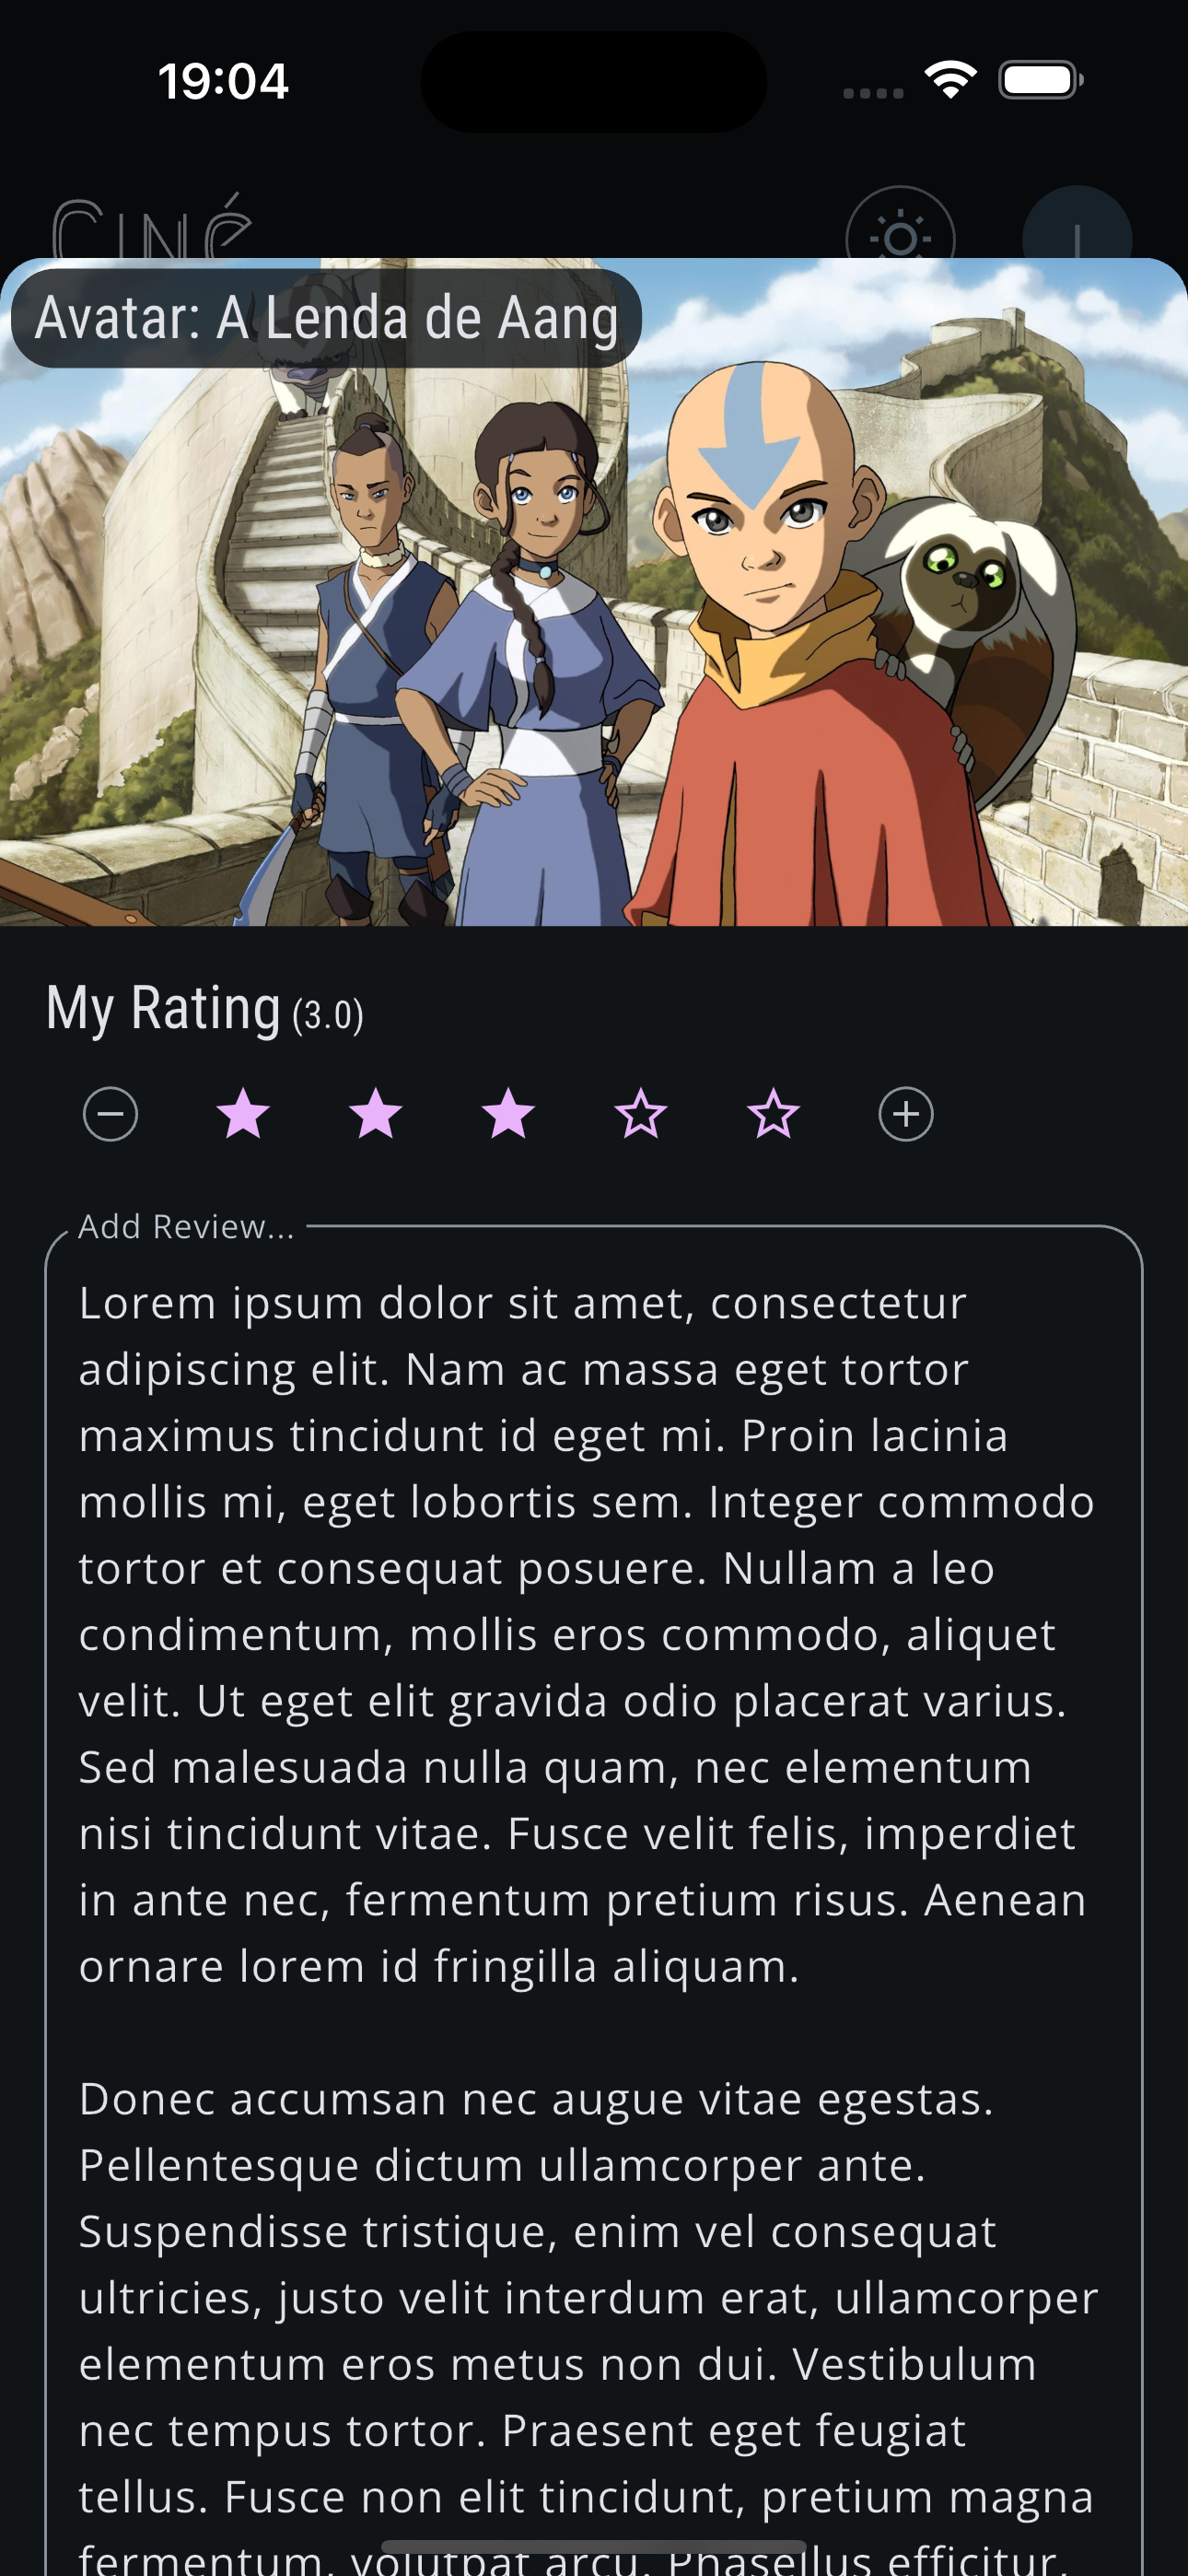 19:04
Ciné
I
Avatar: A Lenda de Aang
My Rating (3.0)
Add Review...
Lorem ipsum dolor sit amet, consectetur
adipiscing elit. Nam ac massa eget tortor
maximus tincidunt id eget mi. Proin lacinia
mollis mi, eget lobortis sem. Integer commodo
tortor et consequat posuere. Nullam a leo
condimentum, mollis eros commodo, aliquet
velit. Ut eget elit gravida odio placerat varius.
Sed malesuada nulla quam, nec elementum
nisi tincidunt vitae. Fusce velit felis, imperdiet
in ante nec, fermentum pretium risus. Aenean
ornare lorem id fringilla aliquam.
Donec accumsan nec augue vitae egestas.
Pellentesque dictum ullamcorper ante.
Suspendisse tristique, enim vel consequat
ultricies, justo velit interdum erat, ullamcorper
elementum eros metus non dui. Vestibulum
nec tempus tortor. Praesent eget feugiat
tellus. Fusce non elit tincidunt, pretium magna
fermentum, volutpat arcu. Phasellus efficitur,